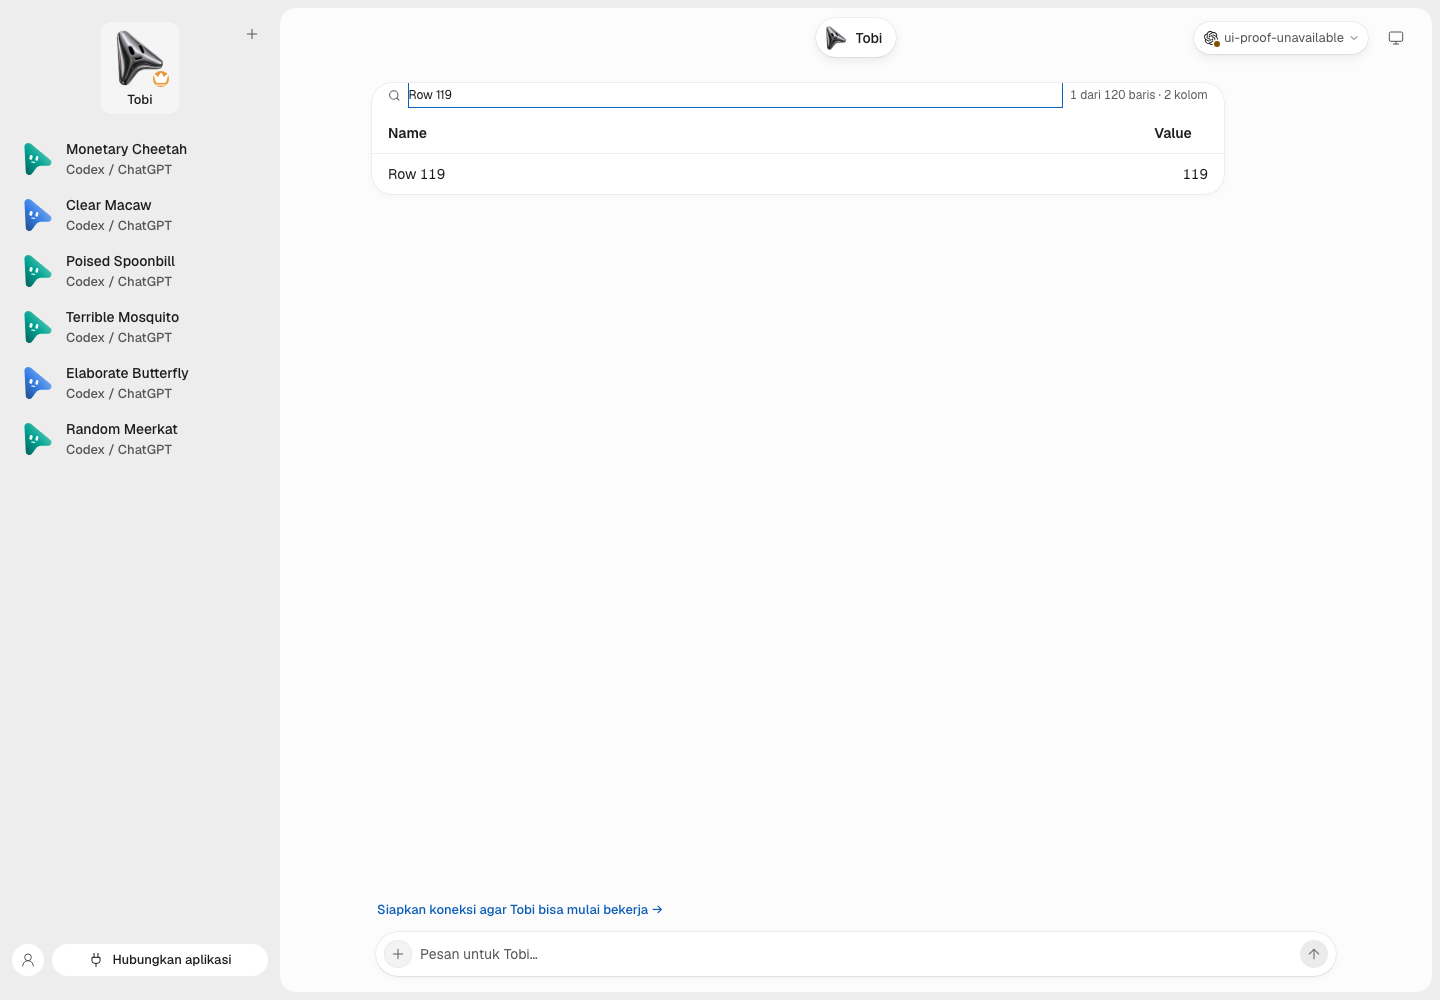 Tobi
Monetary Cheetah
Codex / ChatGPT
Clear Macaw
Codex / ChatGPT
Poised Spoonbill
Codex / ChatGPT
Terrible Mosquito
Codex / ChatGPT
Elaborate Butterfly
Codex / ChatGPT
Random Meerkat
Codex / ChatGPT
Hubungkan aplikasi
Tobi
ui-proof-unavailable
Row 119
1 dari 120 baris · 2 kolom
Name Value
Row 119 119
Siapkan koneksi agar Tobi bisa mulai bekerja →
Pesan untuk Tobi...